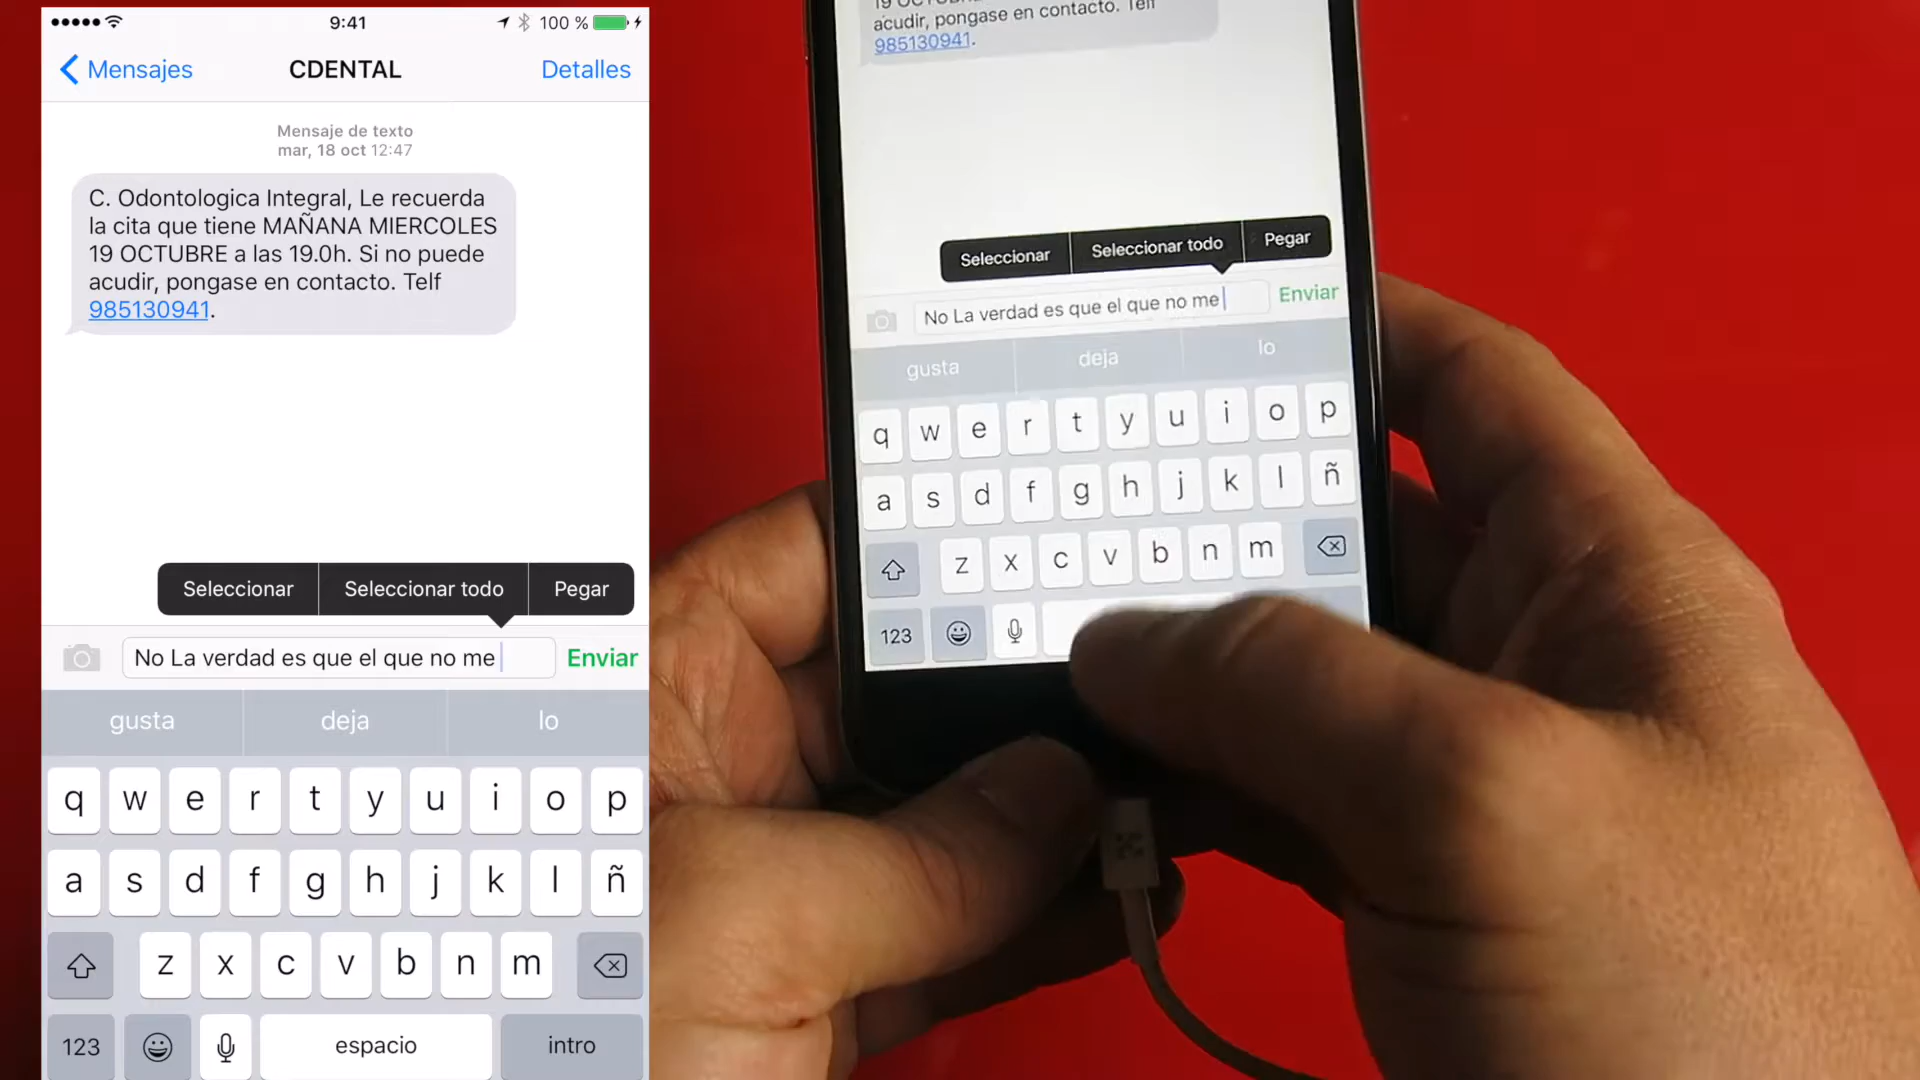 9:41
100 %
Mensajes
CDENTAL
Detalles
Mensaje de texto
mar, 18 oct 12:47
C. Odontologica Integral, Le recuerda
la cita que tiene MAÑANA MIERCOLES
19 OCTUBRE a las 19.0h. Si no puede
acudir, pongase en contacto. Telf
985130941.
Seleccionar Seleccionar todo Pegar
No La verdad es que el que no me
Enviar
gusta deja lo
q w e r t y u i o p
a s d f g h j k l ñ
z x c v b n m
123 espacio intro
acudir, pongase en contacto. Telf
985130941.
Seleccionar Seleccionar todo Pegar
No La verdad es que el que no me
Enviar
gusta deja lo
q w e r t y u i o p
a s d f g h j k l ñ
z x c v b n m
123